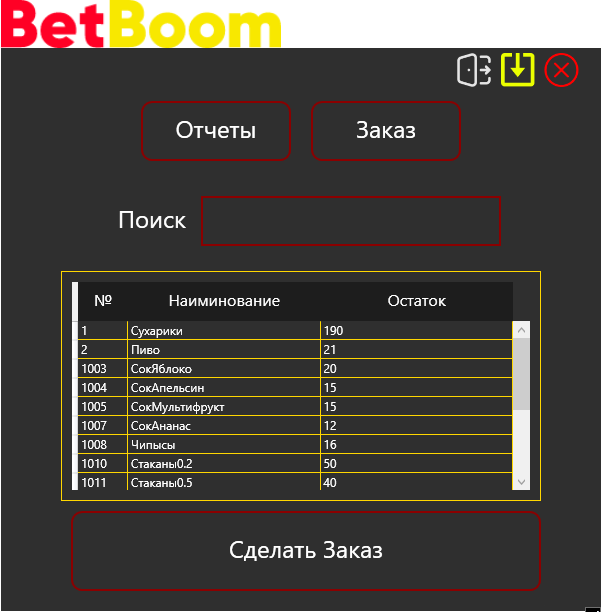 BetBoom
Отчеты Заказ
Поиск
№ Наиминование Остаток
1 Сухарики 190
2 Пиво 21
1003 СокЯблоко 20
1004 СокАпельсин 15
1005 СокМультифрукт 15
1007 СокАнанас 12
1008 Чипысы 16
1010 Стаканы0.2 50
1011 Стаканы0.5 40
Сделать Заказ